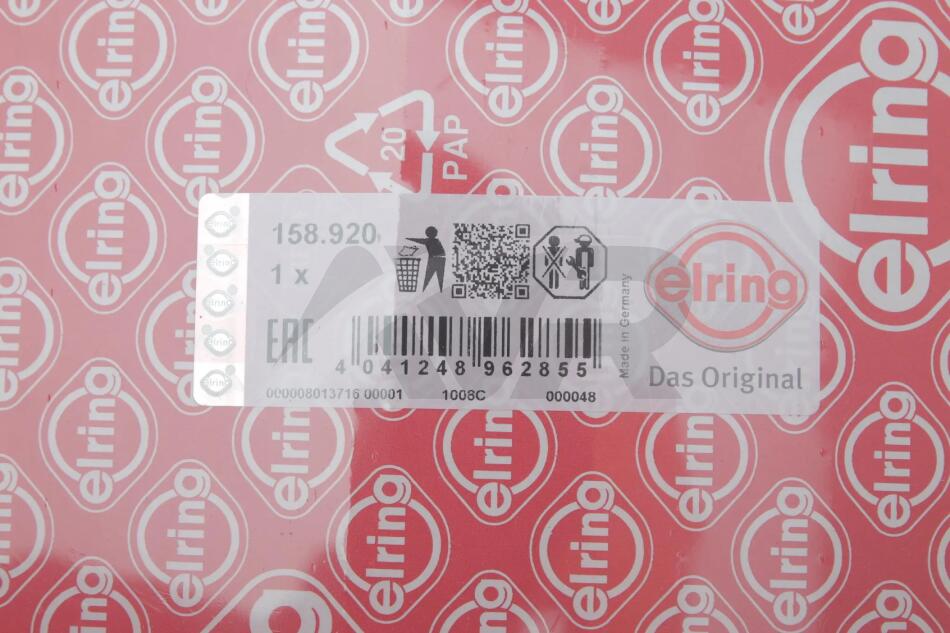 elring
20
PAP
158.920
1 x
elring
EAC
Made in Germany
4 041248 962855
Das Original
000008013716 00001 1008C 000048